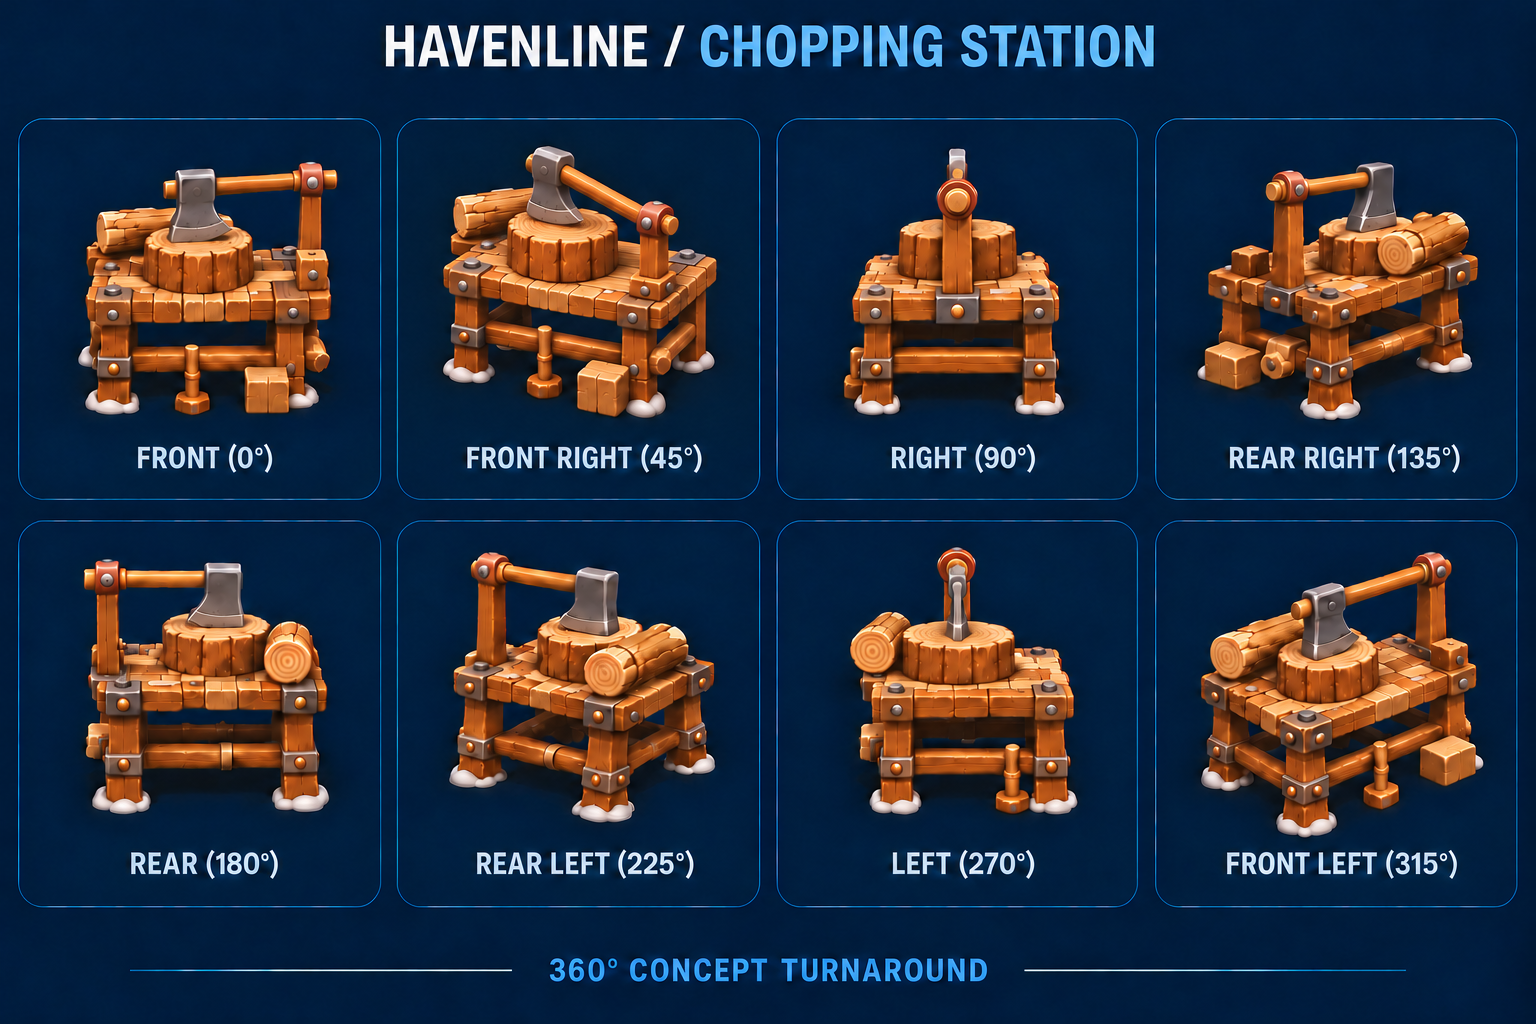 HAVENLINE / CHOPPING STATION
FRONT (0°)
FRONT RIGHT (45°)
RIGHT (90°)
REAR RIGHT (135°)
REAR (180°)
REAR LEFT (225°)
LEFT (270°)
FRONT LEFT (315°)
360° CONCEPT TURNAROUND